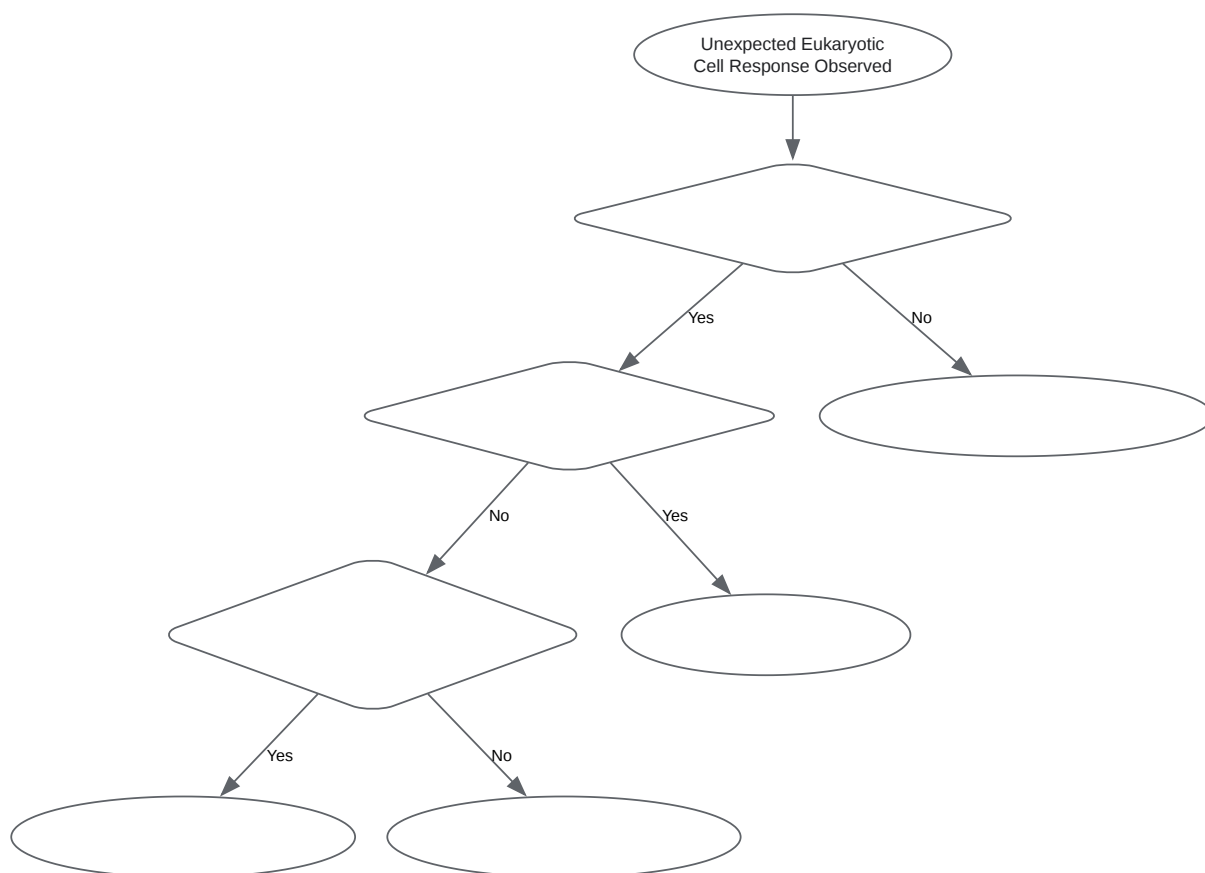 Unexpected Eukaryotic
Cell Response Observed
Yes
No
No
Yes
Yes
No